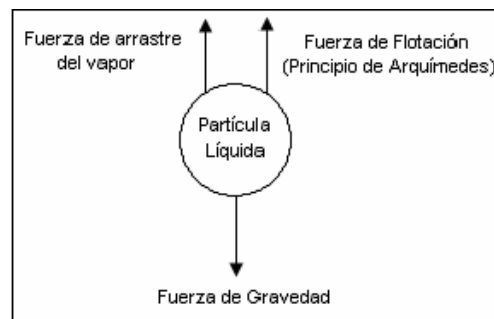 Fuerza de arrastre
del vapor
Fuerza de Flotación
(Principio de Arquímedes)
Partícula
Líquida
Fuerza de Gravedad